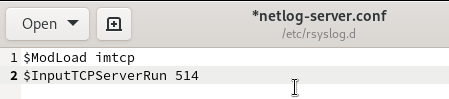 Open
*netlog-server.conf
/etc/rsyslog.d
1 $ModLoad imtcp
2 $InputTCPServerRun 514